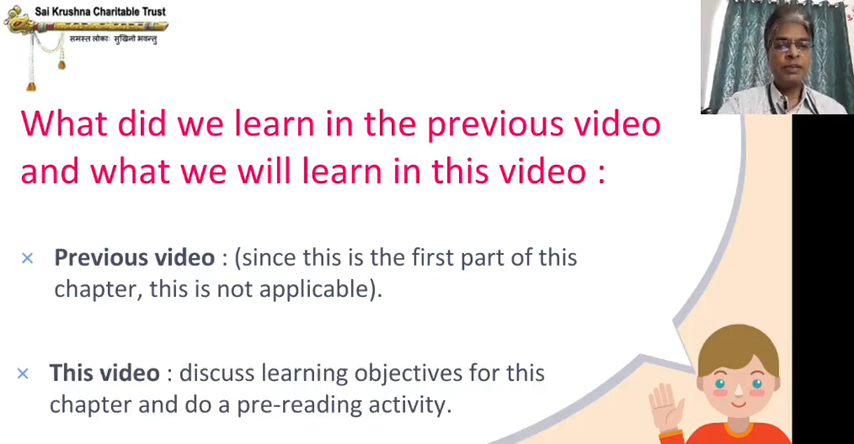 Sai Krushna Charitable Trust
समस्त लोकाः सुखिनो भवन्तु
What did we learn in the previous video
and what we will learn in this video :
× Previous video : (since this is the first part of this
chapter, this is not applicable).
× This video : discuss learning objectives for this
chapter and do a pre-reading activity.